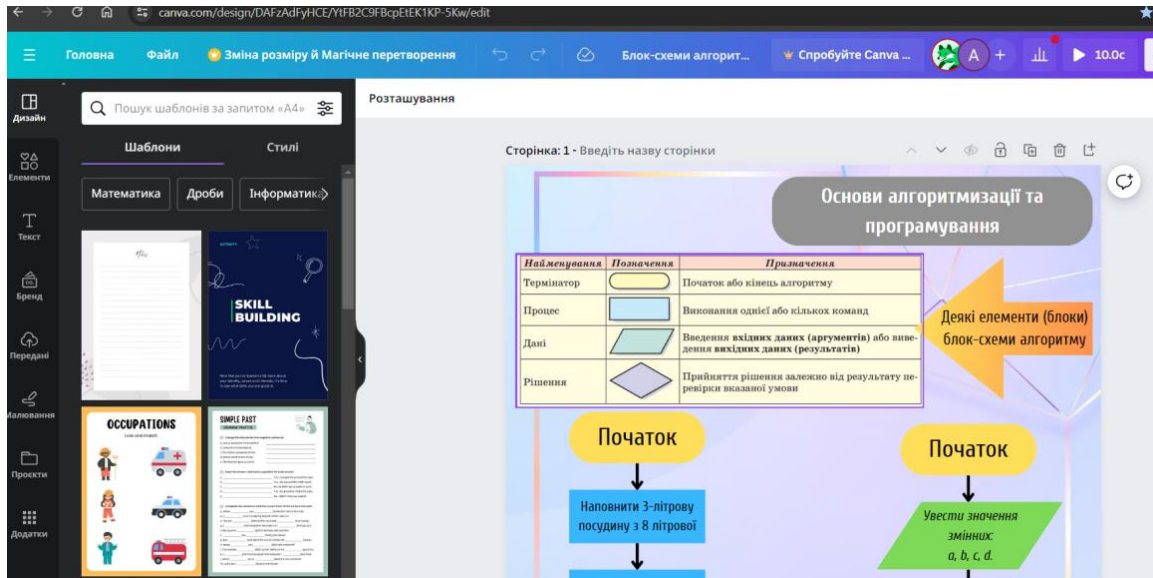 canva.com/design/DAFzAdFyHCE/YtFB2C9FBcpEtEK1KP-5Kw/edit
Головна Файл Зміна розміру й Магічне перетворення Блок-схеми алгорит... Спробуйте Canva ... A + 10.0с
Дизайн
Елементи
Текст
CO.
Бренд
Передані
Малювання
Проєкти
Додатки
Пошук шаблонів за запитом «A4»
Шаблони Стилі
Математика Дроби Інформатика
ACTIVITY
SKILL
BUILDING
OCCUPATIONS
SIMPLE PAST
Розташування
Сторінка: 1 - Введіть назву сторінки
Основи алгоритмизації та
програмування
Найменування Позначення Призначення
Термінатор Початок або кінець алгоритму
Процес Виконання однієї або кількох команд
Дані Введення вхідних даних (аргументів) або виве-
дення вихідних даних (результатів)
Рішення Прийняття рішення залежно від результату пе-
ревірки вказаної умови
Деякі елементи (блоки)
блок-схеми алгоритму
Початок
Наповнити 3-літрову
посудину з 8 літрової
Початок
Увести значення
змінних:
a, b, c, d.